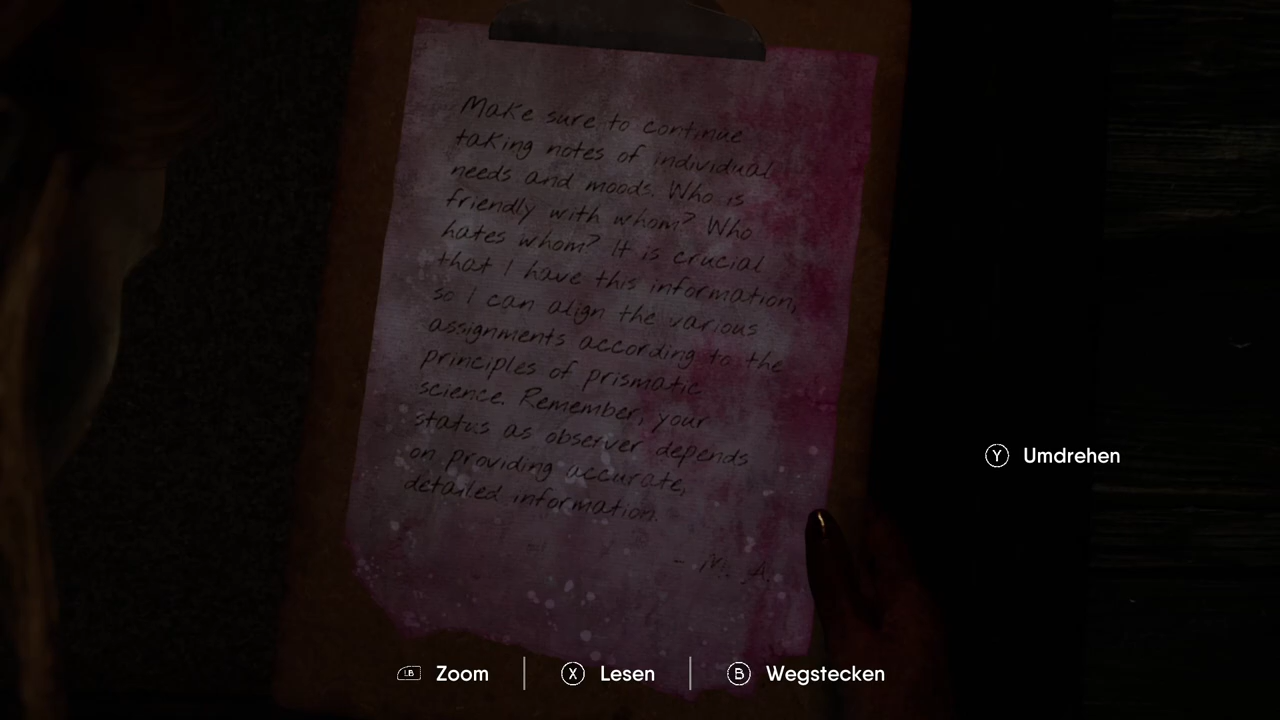 Make sure to continue
taking notes of individual
needs and moods. Who is
friendly with whom? Who
hates whom? It is crucial
that I have this information,
so I can align the various
assignments according to the
principles of prismatic
science. Remember, your
status as observer depends
on providing accurate,
detailed information.
- M. A.
Y Umdrehen
LB Zoom X Lesen B Wegstecken